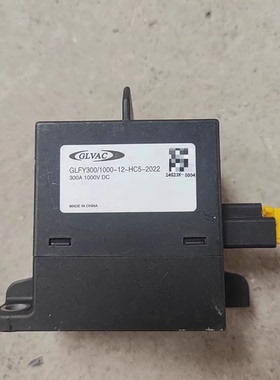 GLVAC
GLFY300/1000-12-HC5-2022
300A 1000V DC
MADE IN CHINA